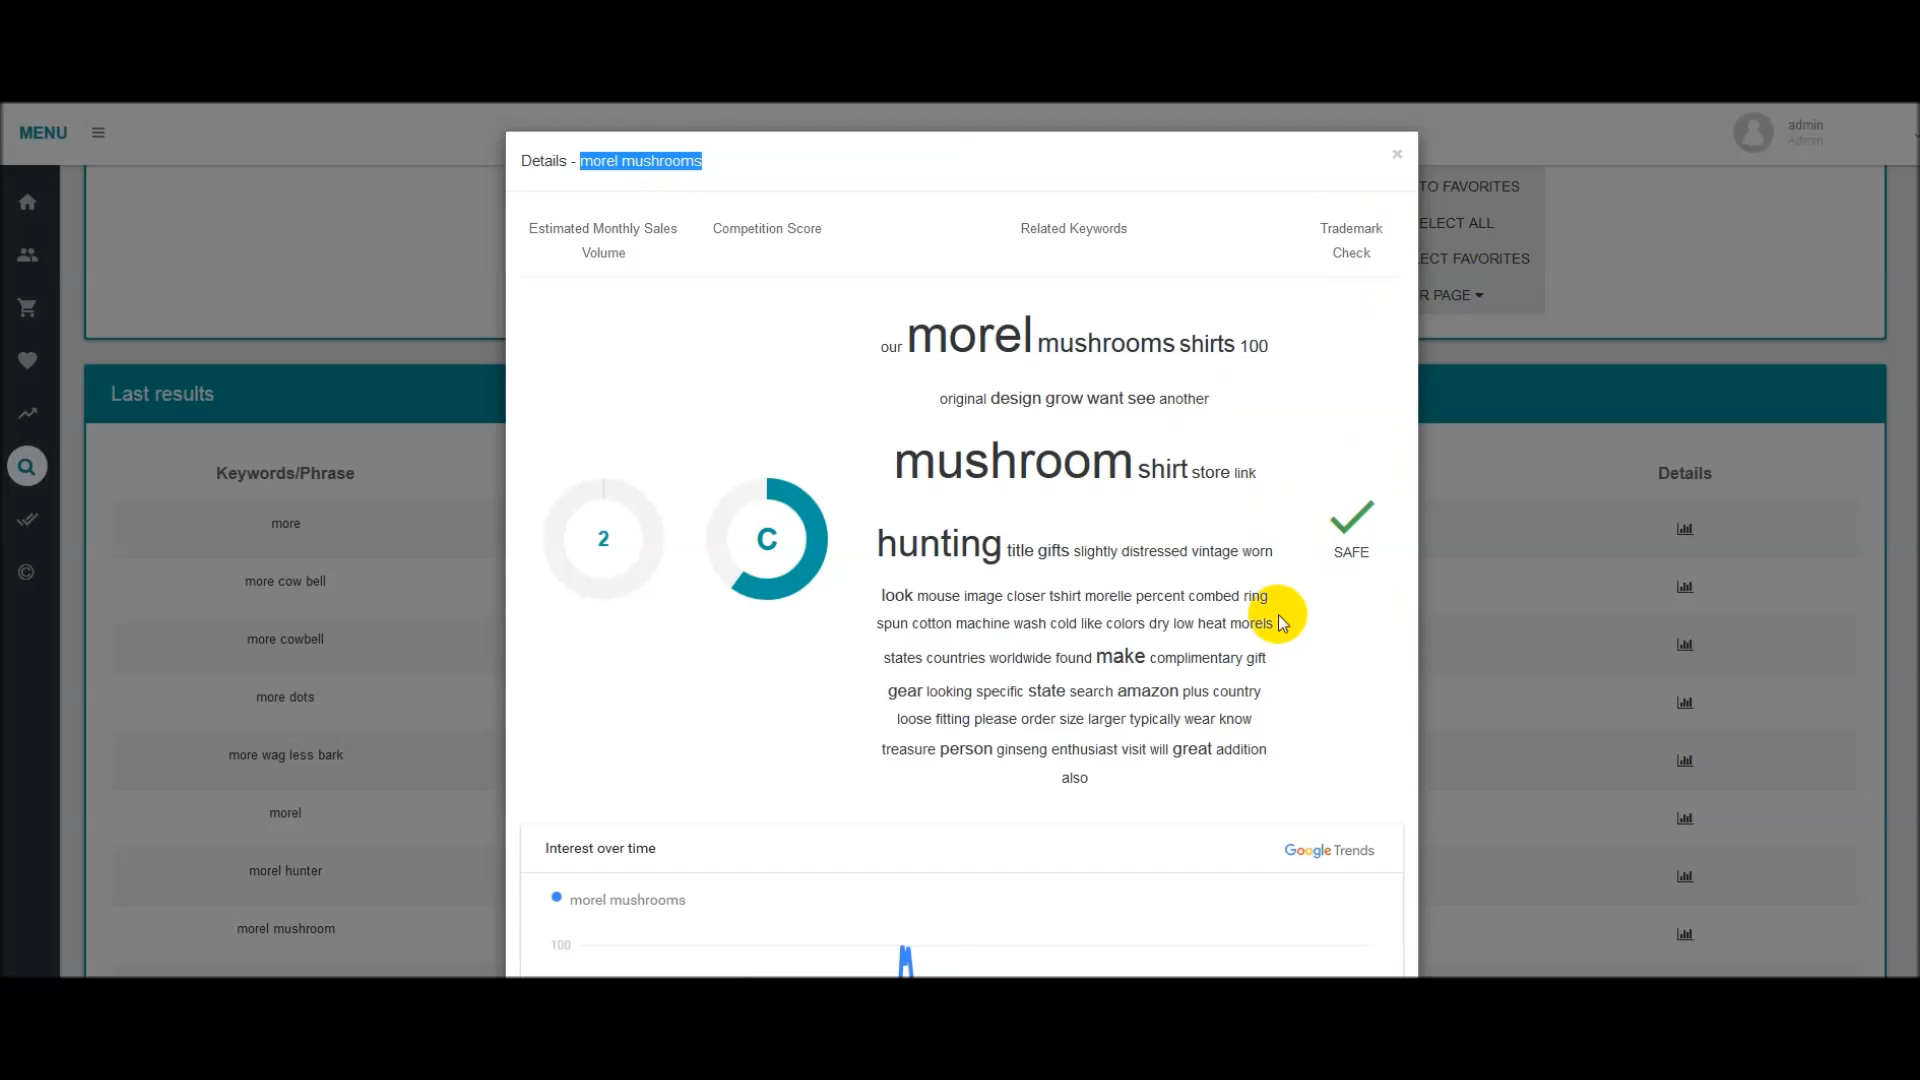 MENU
admin
Admin
Details - morel mushrooms
×
TO FAVORITES
ELECT ALL
ECT FAVORITES
R PAGE
Estimated Monthly Sales
Volume
Competition Score
Related Keywords
Trademark
Check
our morel mushrooms shirts 100
original design grow want see another
mushroom shirt store link
hunting title gifts slightly distressed vintage worn
look mouse image closer tshirt morelle percent combed ring
spun cotton machine wash cold like colors dry low heat morels
states countries worldwide found make complimentary gift
gear looking specific state search amazon plus country
loose fitting please order size larger typically wear know
treasure person ginseng enthusiast visit will great addition
also
2
C
SAFE
Last results
Keywords/Phrase
Details
more
more cow bell
more cowbell
more dots
more wag less bark
morel
morel hunter
morel mushroom
Interest over time
Google Trends
morel mushrooms
100